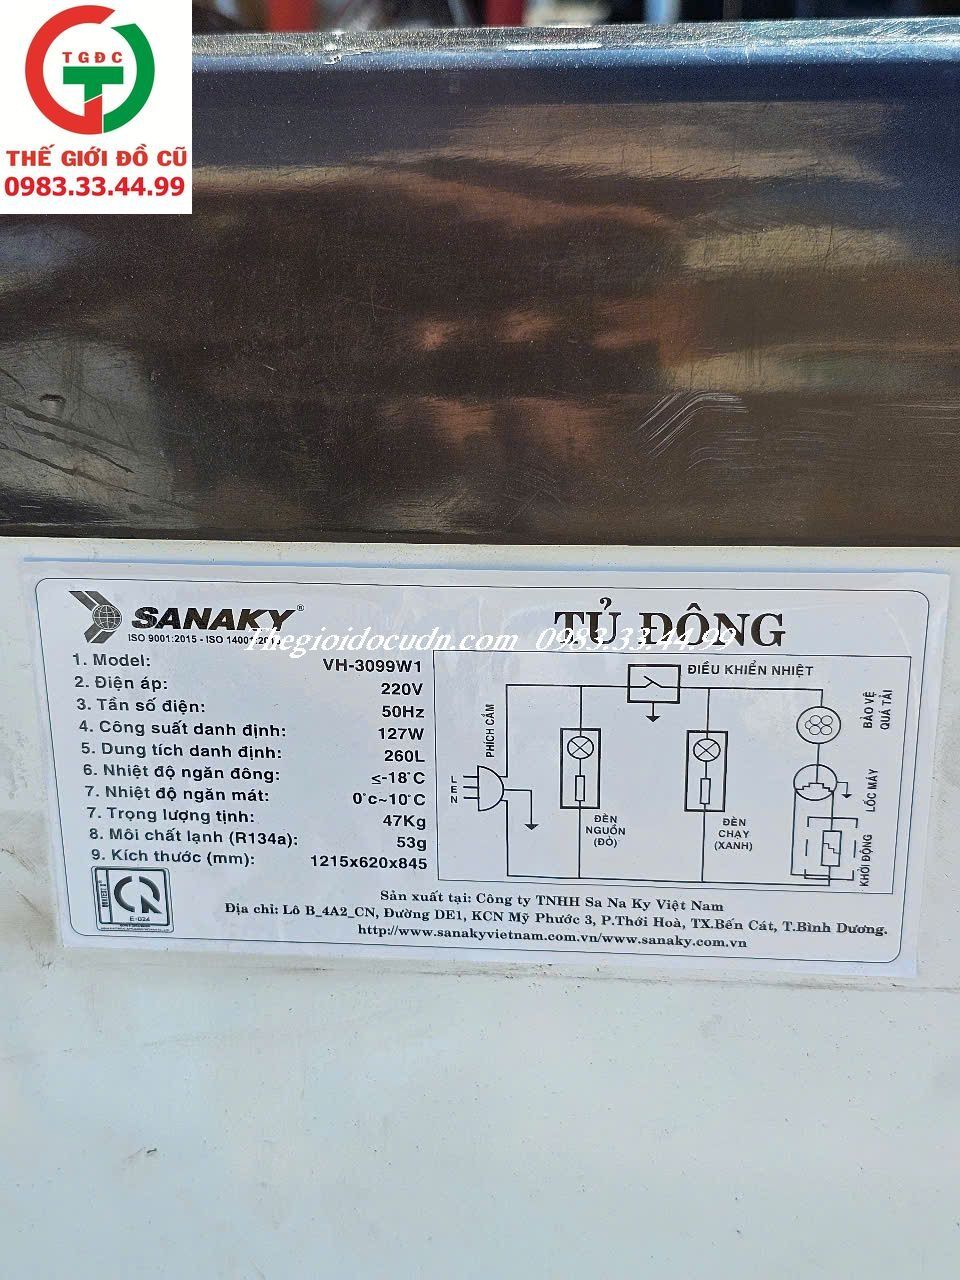 TGĐC
THẾ GIỚI ĐỒ CŨ
0983.33.44.99
SANAKY®
TỦ ĐÔNG
ISO 9001:2015 - ISO 14001:
Thegioidocudn.com 0983.33.44.99
1. Model: VH-3099W1
2. Điện áp: 220V
3. Tần số điện: 50Hz
4. Công suất danh định: 127W
5. Dung tích danh định: 260L
6. Nhiệt độ ngăn đông: ≤-18°C
7. Nhiệt độ ngăn mát: 0°c~10°C
7. Trọng lượng tịnh: 47Kg
8. Môi chất lạnh (R134a): 53g
9. Kích thước (mm): 1215x620x845
ĐIỀU KHIỂN NHIỆT
PHÍCH CẮM
L
E
N
ĐÈN
NGUỒN
(ĐỎ)
ĐÈN
CHẠY
(XANH)
BẢO VỆ
QUÁ TẢI
LỐC MÁY
KHỞI ĐỘNG
E-024
Sản xuất tại: Công ty TNHH Sa Na Ky Việt Nam
Địa chỉ: Lô B_4A2_CN, Đường DE1, KCN Mỹ Phước 3, P.Thới Hoà, TX.Bến Cát, T.Bình Dương.
http://www.sanakyvietnam.com.vn/www.sanaky.com.vn